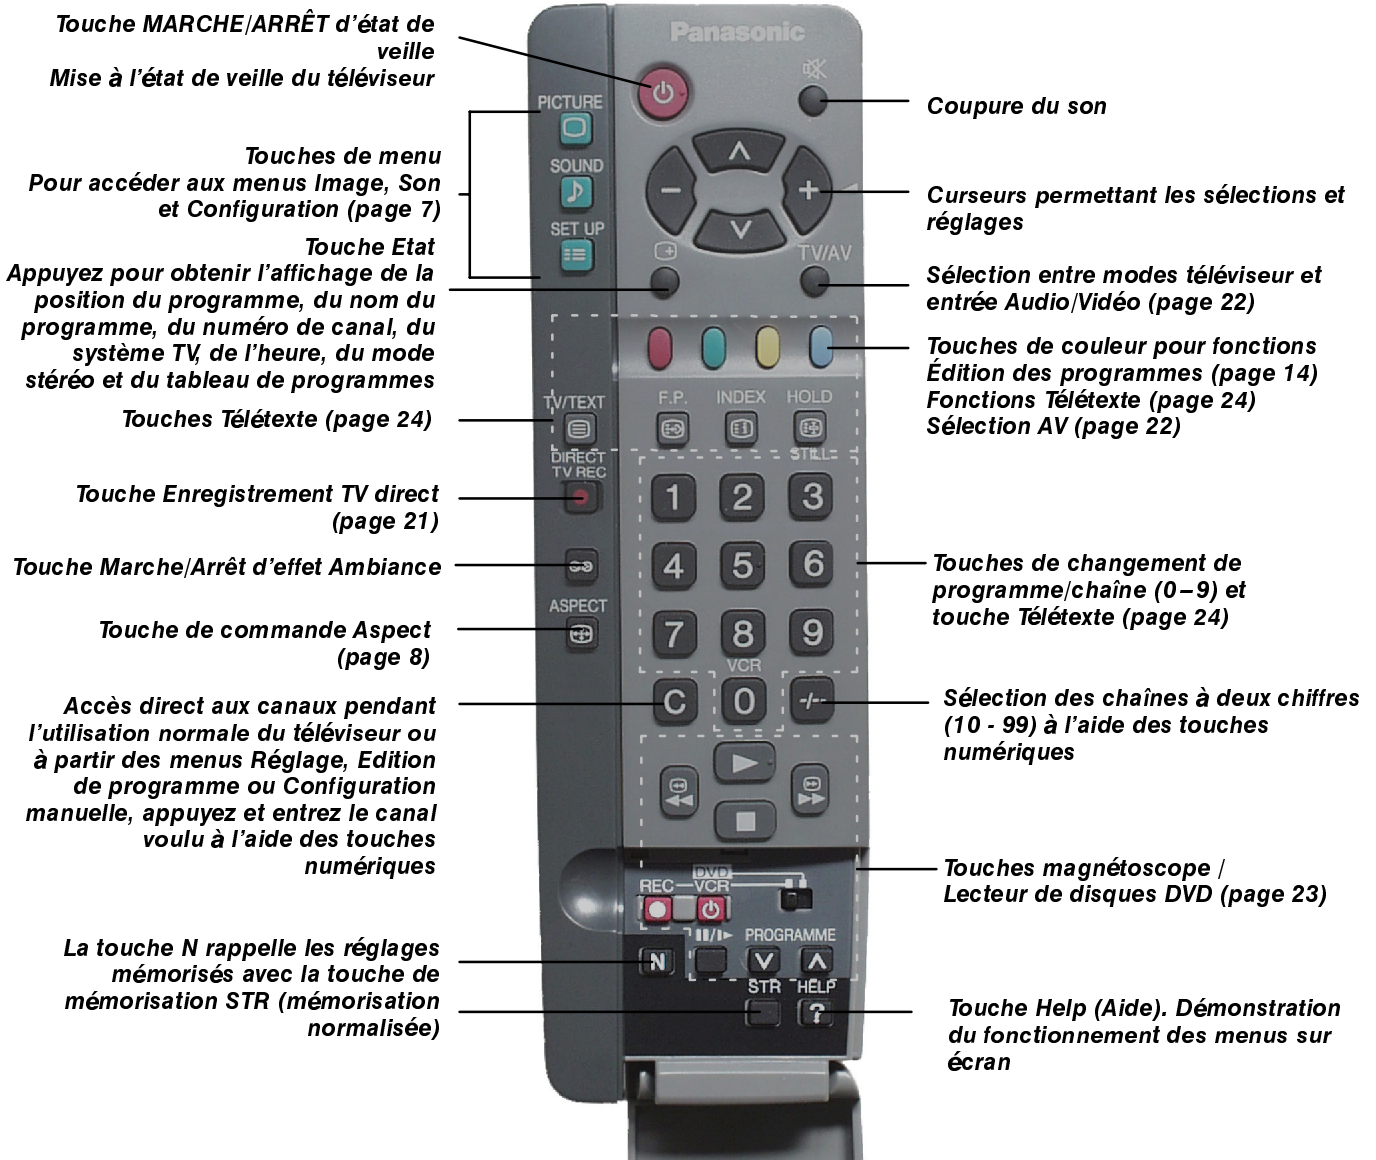 Touche MARCHE/ARRÊT d'état de
veille
Mise à l'état de veille du téléviseur
Touches de menu
Pour accéder aux menus Image, Son
et Configuration (page 7)
Touche Etat
Appuyez pour obtenir l'affichage de la
position du programme, du nom du
programme, du numéro de canal, du
système TV, de l'heure, du mode
stéréo et du tableau de programmes
Touches Télétexte (page 24)
Touche Enregistrement TV direct
(page 21)
Touche Marche/Arrêt d'effet Ambiance
Touche de commande Aspect
(page 8)
Accès direct aux canaux pendant
l'utilisation normale du téléviseur ou
à partir des menus Réglage, Edition
de programme ou Configuration
manuelle, appuyez et entrez le canal
voulu à l'aide des touches
numériques
La touche N rappelle les réglages
mémorisés avec la touche de
mémorisation STR (mémorisation
normalisée)
Panasonic
PICTURE
SOUND
SET UP
TV/AV
F.P. INDEX HOLD
TV/TEXT
DIRECT
TV REC
STILL
1 2 3
4 5 6
ASPECT
7 8 9
VCR
C 0 -/--
DVD
REC VCR
PROGRAMME
N
STR HELP
?
Coupure du son
Curseurs permettant les sélections et
réglages
Sélection entre modes téléviseur et
entrée Audio/Vidéo (page 22)
Touches de couleur pour fonctions
Édition des programmes (page 14)
Fonctions Télétexte (page 24)
Sélection AV (page 22)
Touches de changement de
programme/chaîne (0–9) et
touche Télétexte (page 24)
Sélection des chaînes à deux chiffres
(10 - 99) à l'aide des touches
numériques
Touches magnétoscope /
Lecteur de disques DVD (page 23)
Touche Help (Aide). Démonstration
du fonctionnement des menus sur
écran